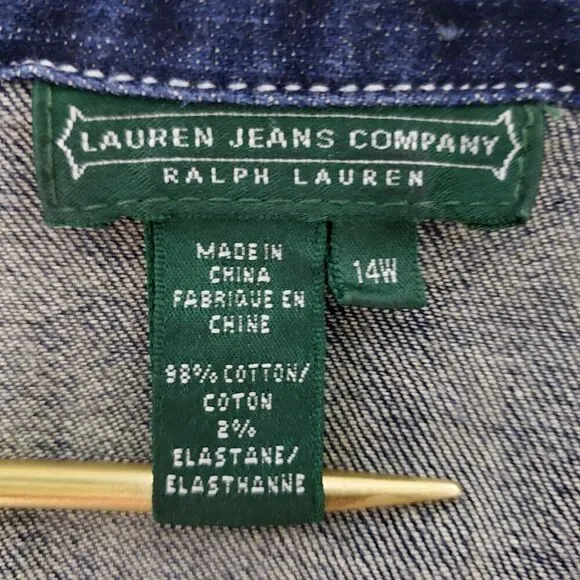 LAUREN JEANS COMPANY
RALPH LAUREN
MADE IN
CHINA
FABRIQUE EN
CHINE
14W
98% COTTON/
COTON
2%
ELASTANE/
ELASTHANNE